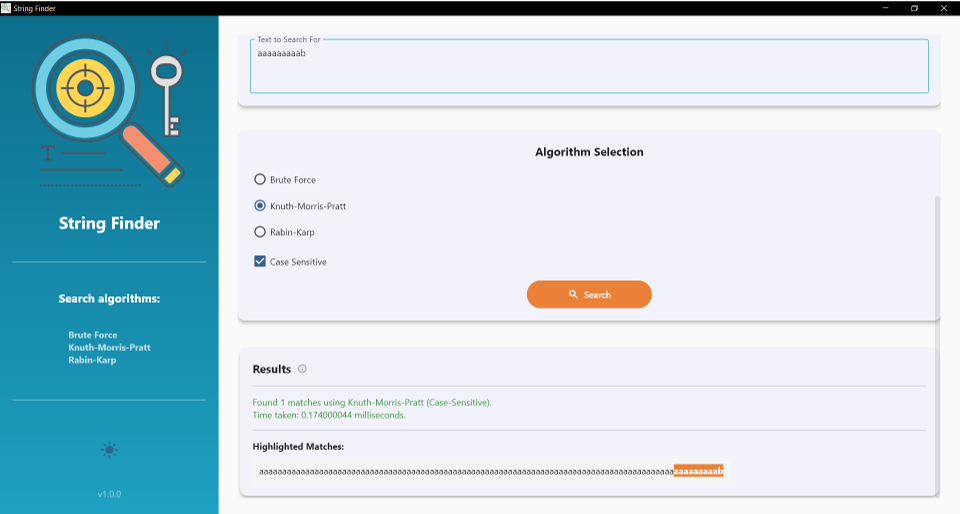 String Finder
Text to Search For
aaaaaaaaab
Algorithm Selection
Brute Force
Knuth-Morris-Pratt
Rabin-Karp
Case Sensitive
Search
String Finder
Search algorithms:
Brute Force
Knuth-Morris-Pratt
Rabin-Karp
v1.0.0
Results
Found 1 matches using Knuth-Morris-Pratt (Case-Sensitive).
Time taken: 0.174000044 milliseconds.
Highlighted Matches:
aaaaaaaaaaaaaaaaaaaaaaaaaaaaaaaaaaaaaaaaaaaaaaaaaaaaaaaaaaaaaaaaaaaaaaaaaaaaaaaaaaaaaaaaaaaaaaaaaaab